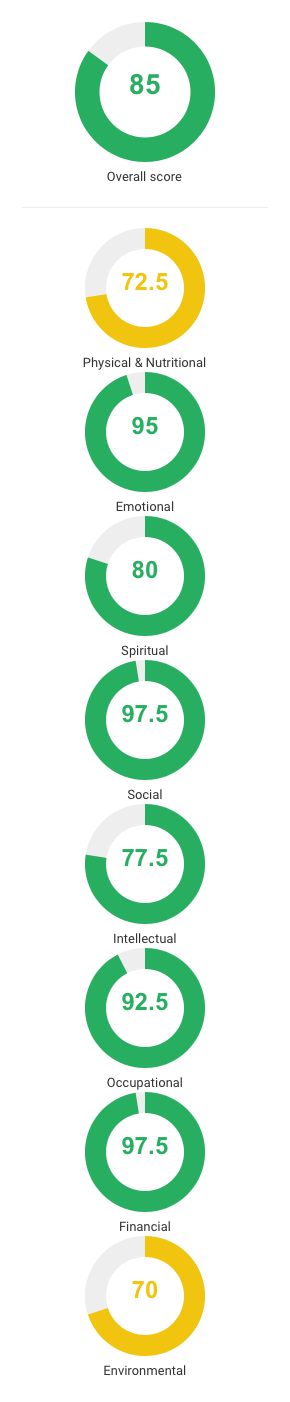 85
Overall score
72.5
Physical & Nutritional
95
Emotional
80
Spiritual
97.5
Social
77.5
Intellectual
92.5
Occupational
97.5
Financial
70
Environmental